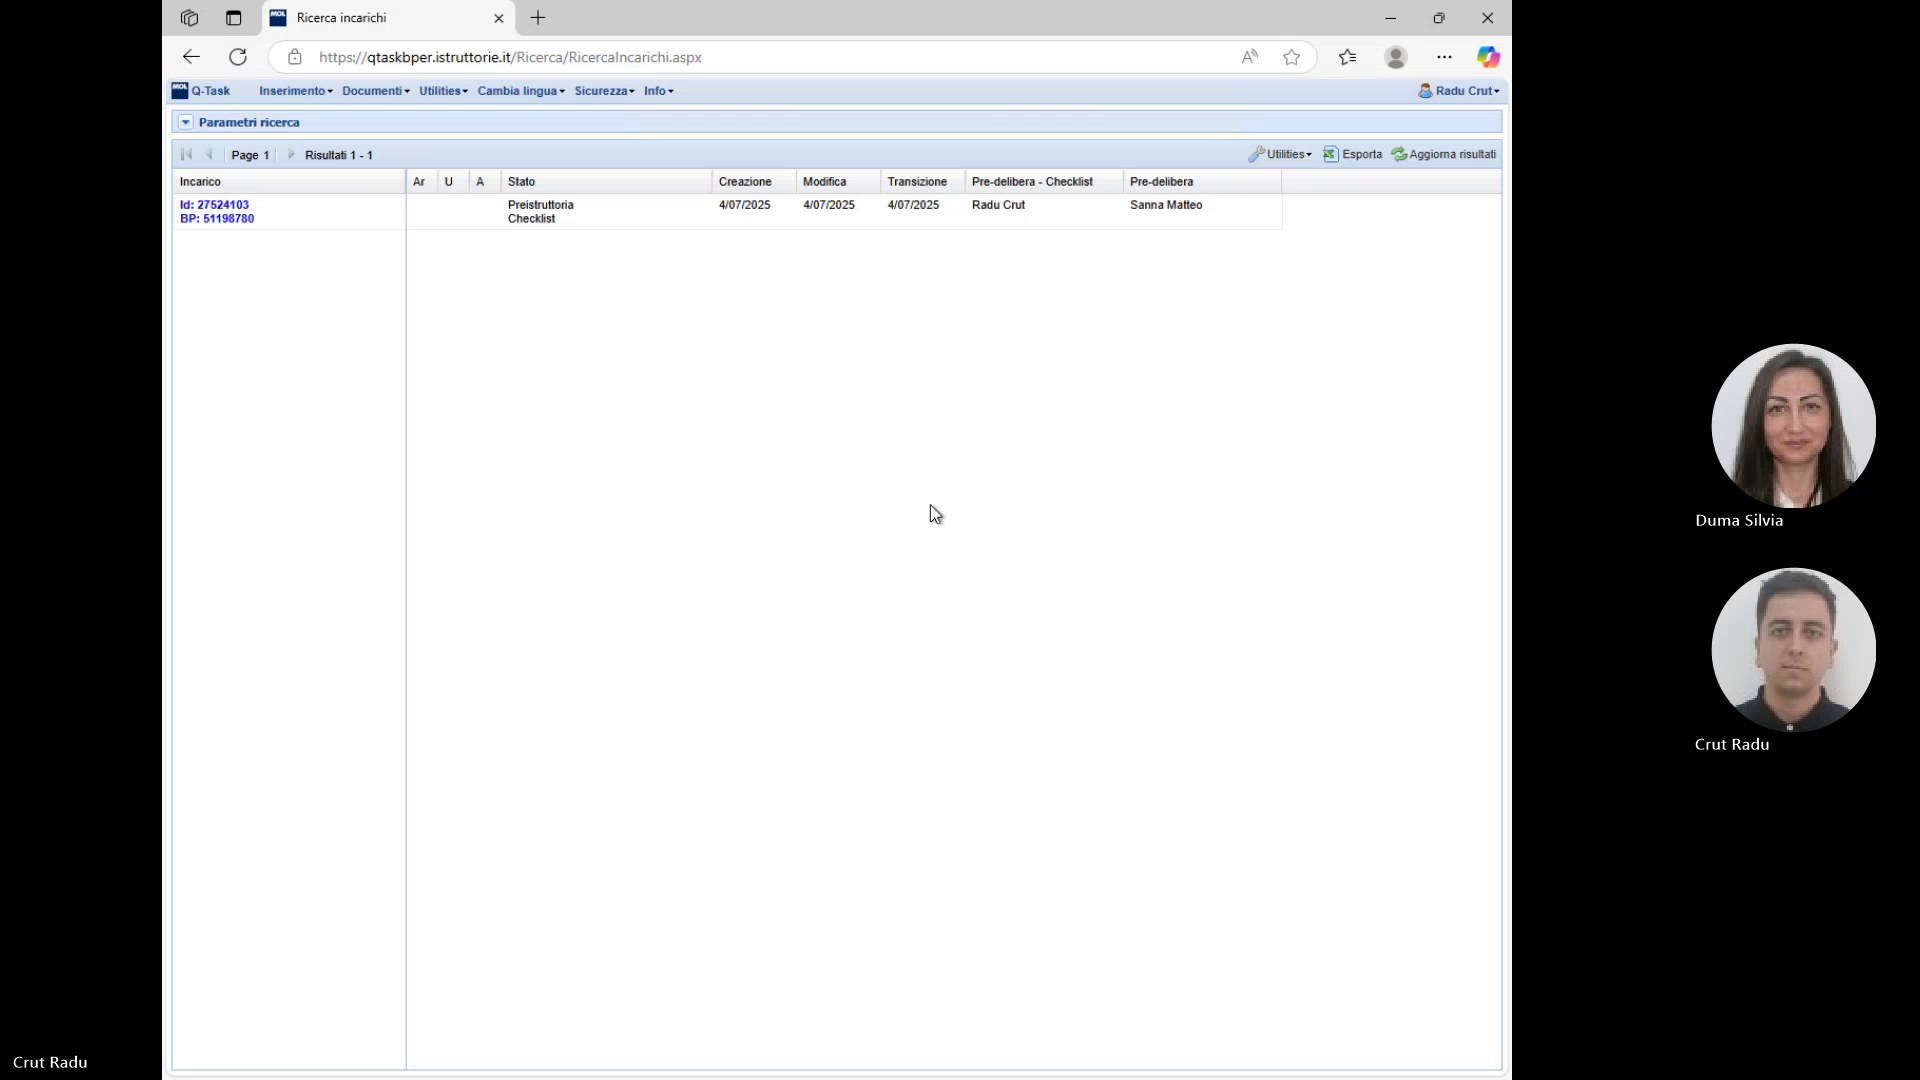 Ricerca incarichi
https://qtaskbper.istruttorie.it/Ricerca/RicercaIncarichi.aspx
MOL Q-Task Inserimento Documenti Utilities Cambia lingua Sicurezza Info Radu Crut
Parametri ricerca
Page 1 Risultati 1 - 1 Utilities Esporta Aggiorna risultati
Incarico Ar U A Stato Creazione Modifica Transizione Pre-delibera - Checklist Pre-delibera
Id: 27524103 Preistruttoria 4/07/2025 4/07/2025 4/07/2025 Radu Crut Sanna Matteo
BP: 51198780 Checklist
Duma Silvia
Crut Radu
Crut Radu